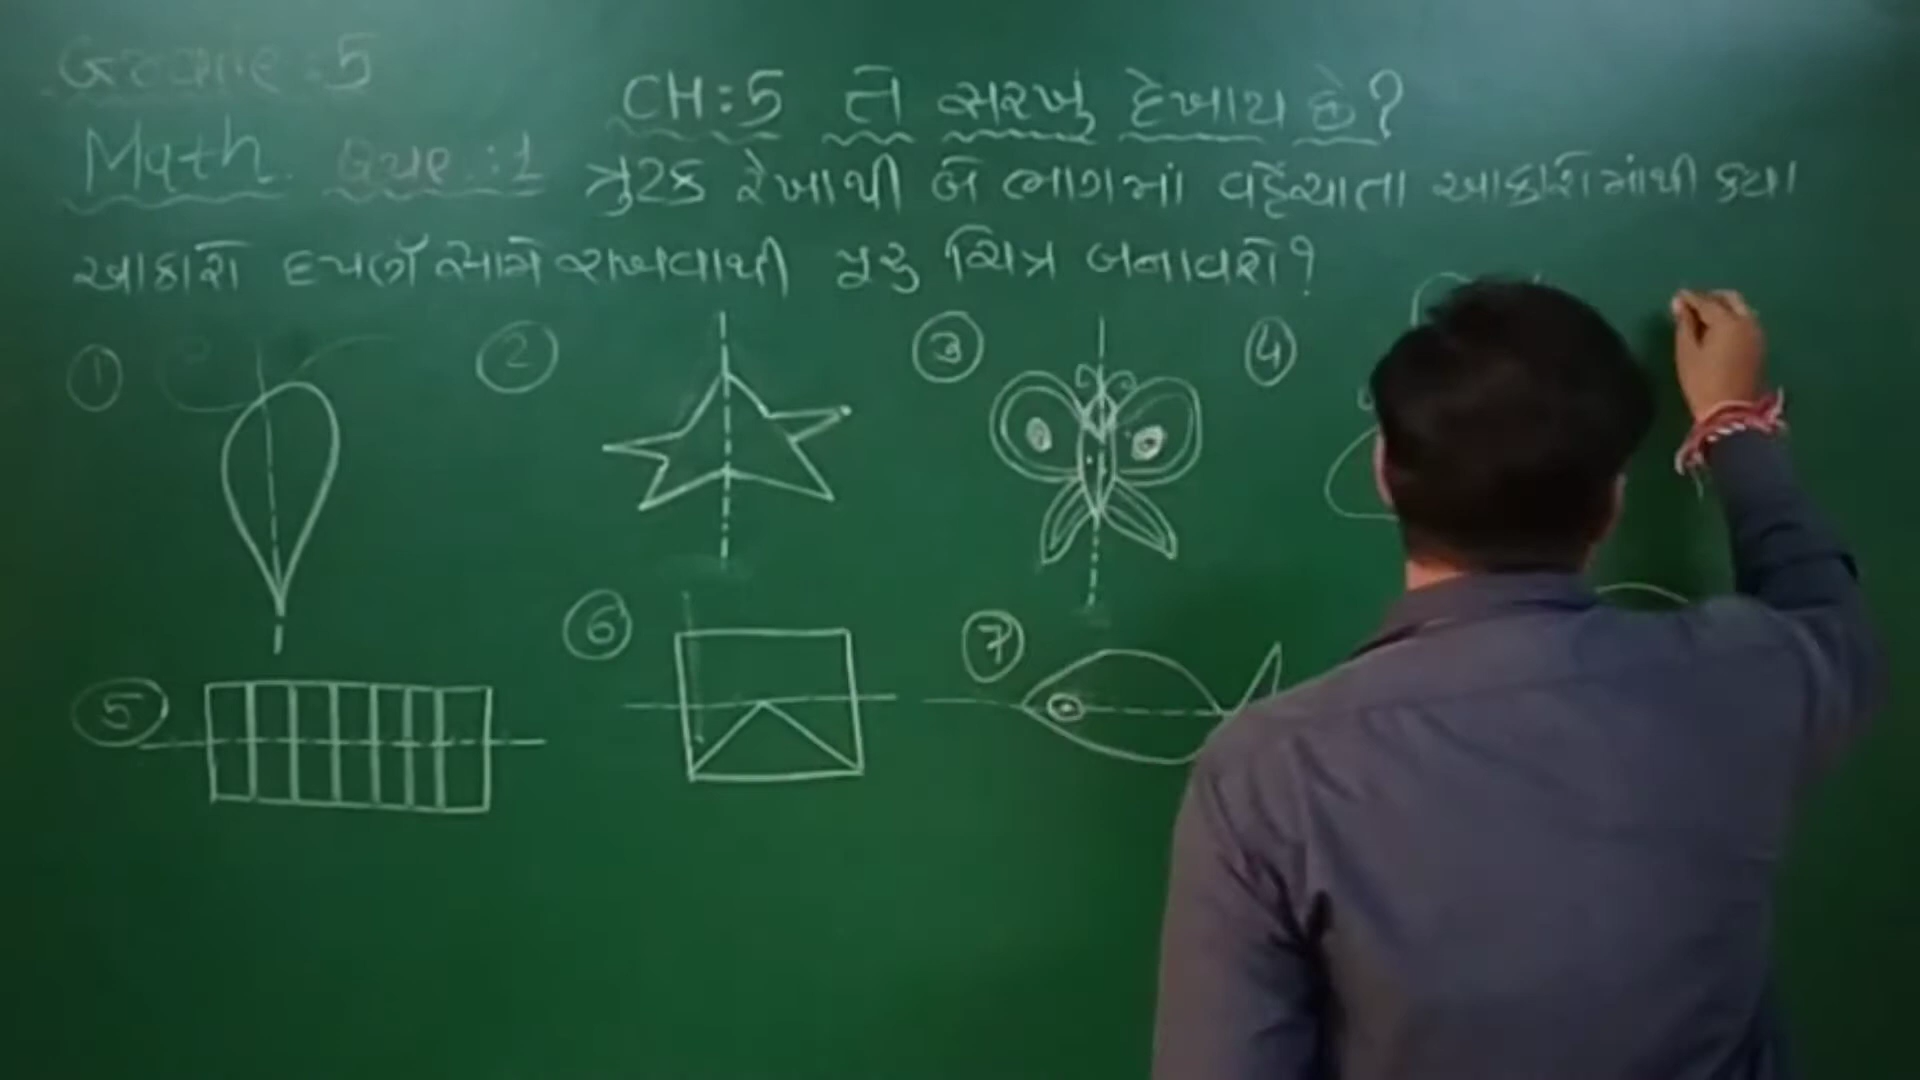 ધોરણ : 5
CH : 5 તે સરખુ દેખાય છે?
Math. : 1 ત્રુટક રેખાથી બે ભાગમાં વહેંચાતા આકારોમાંથી કયા
આકારો દર્પણ સામે રાખવાથી પુરુ ચિત્ર બનાવશે?
1 2 3 4
5 6 7